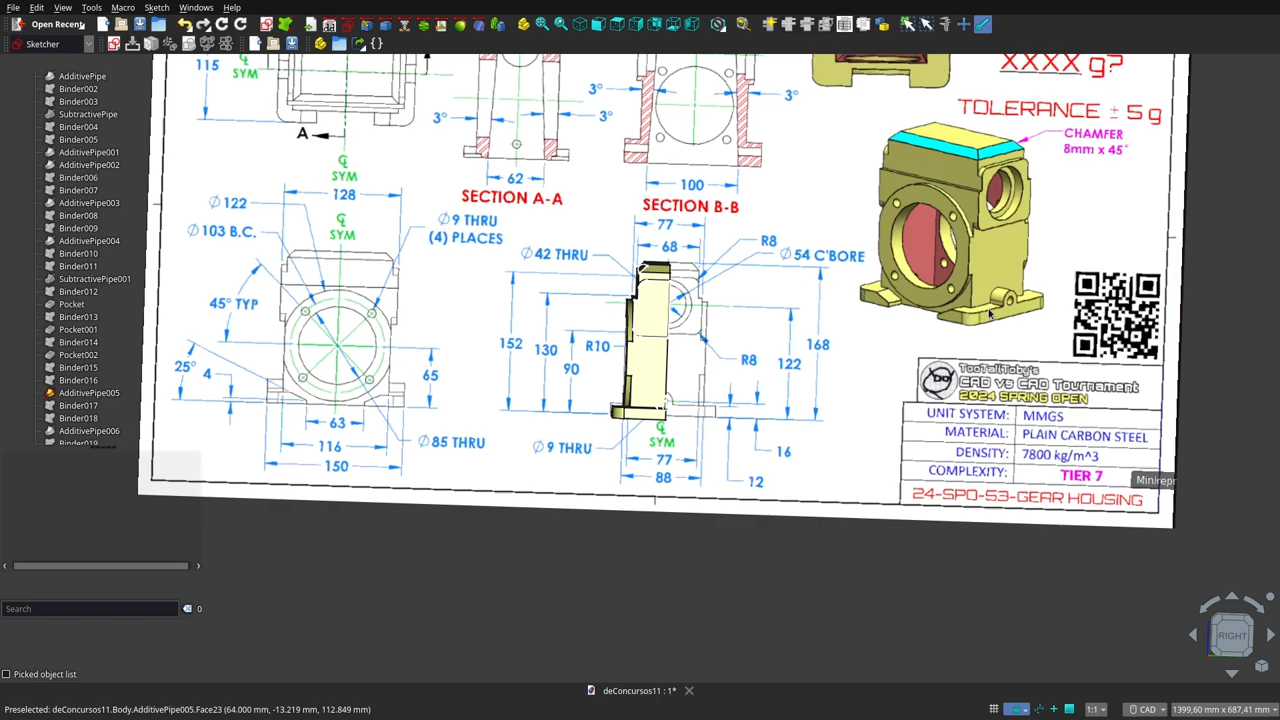 File Edit View Tools Macro Sketch Windows Help
Open Recent
Sketcher
AdditivePipe
Binder002
Binder003
SubtractivePipe
Binder004
Binder005
AdditivePipe001
AdditivePipe002
Binder006
Binder007
AdditivePipe003
Binder008
Binder009
AdditivePipe004
Binder010
Binder011
SubtractivePipe001
Binder012
Pocket
Binder013
Pocket001
Binder014
Pocket002
Binder015
Binder016
AdditivePipe005
Binder017
Binder018
AdditivePipe006
Binder019
Search
0
Picked object list
115
SYM
A
SYM
3°
3°
62
SECTION A-A
3°
3°
100
SECTION B-B
XXXX g?
TOLERANCE ± 5 g
CHAMFER
8mm x 45°
128
∅122
∅103 B.C.
SYM
∅9 THRU
(4) PLACES
45° TYP
25°
4
65
63
116
150
∅85 THRU
77
68
R8
∅54 C'BORE
∅42 THRU
152
130
90
R10
R8
122
168
∅9 THRU
SYM
77
88
16
12
TooTallToby's
CAD vs CAD Tournament
2024 SPRING OPEN
UNIT SYSTEM: MMGS
MATERIAL: PLAIN CARBON STEEL
DENSITY: 7800 kg/m^3
COMPLEXITY: TIER 7
24-SPO-53-GEAR HOUSING
RIGHT
deConcursos11 : 1*
Preselected: deConcursos11.Body.AdditivePipe005.Face23 (64.000 mm, -13.219 mm, 112.849 mm)
1:1
CAD
1399,60 mm x 687,41 mm